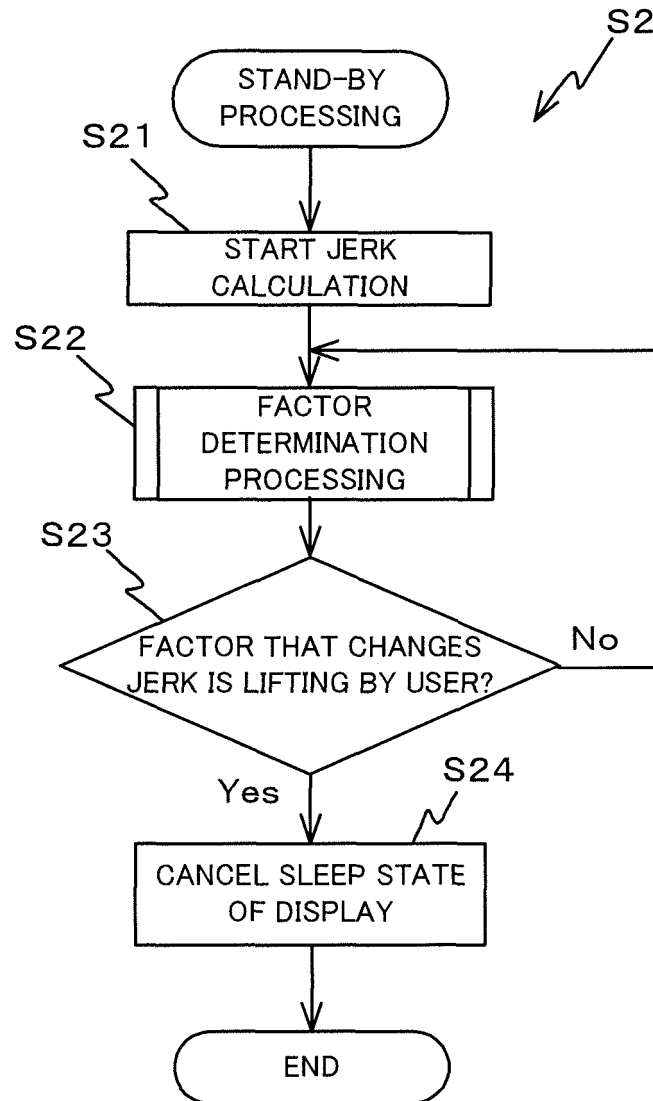 S2
STAND-BY
PROCESSING
S21
START JERK
CALCULATION
S22
FACTOR
DETERMINATION
PROCESSING
S23
FACTOR THAT CHANGES
JERK IS LIFTING BY USER?
No
Yes
S24
CANCEL SLEEP STATE
OF DISPLAY
END